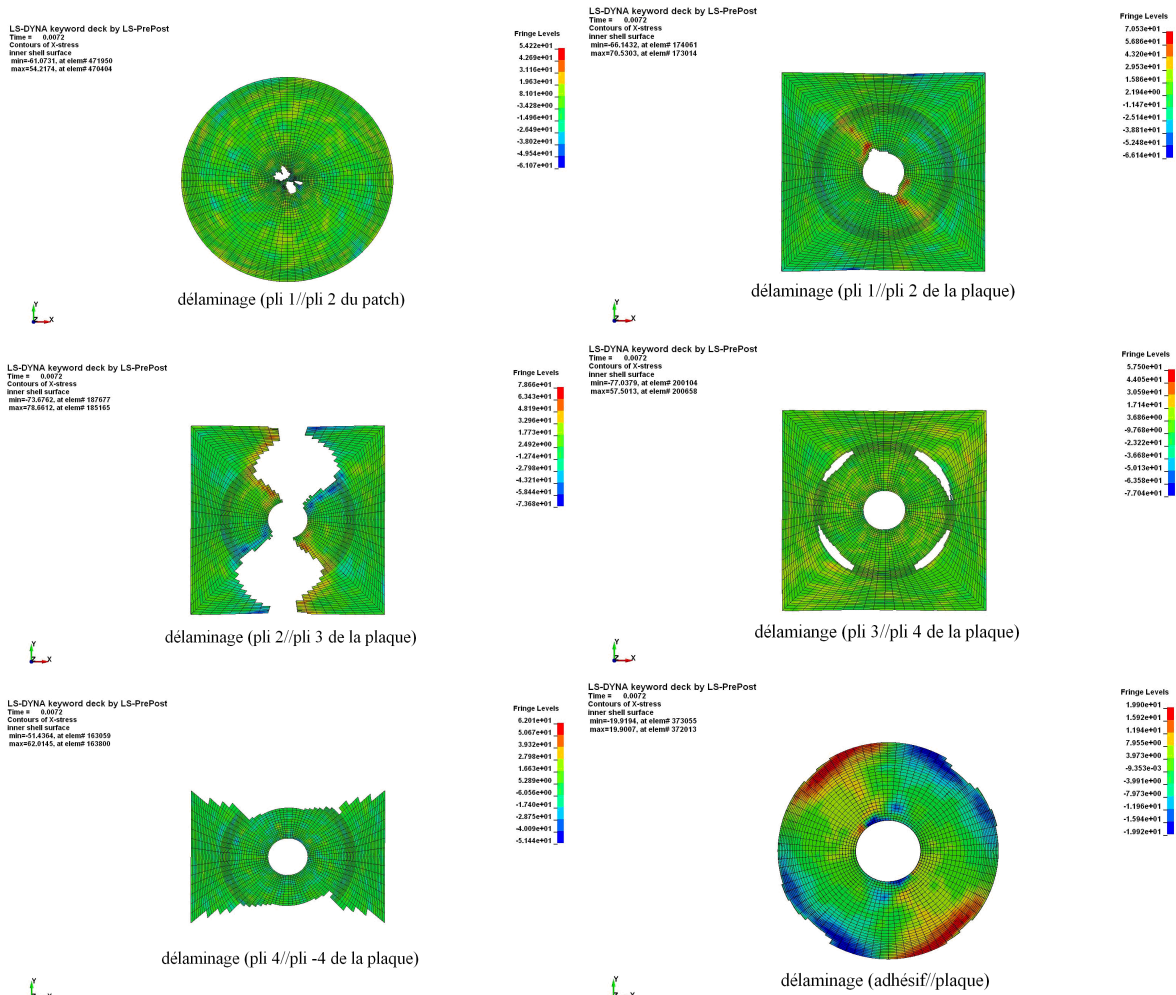 LS-DYNA keyword deck by LS-PrePost
Time = 0.0072
Contours of X-stress
inner shell surface
min=-61.0731, at elem# 471950
max=54.2174, at elem# 470404
Fringe Levels
5.422e+01
4.269e+01
3.116e+01
1.963e+01
8.101e+00
-3.428e+00
-1.496e+01
-2.649e+01
-3.802e+01
-4.954e+01
-6.107e+01
Y
Z
X
délaminage (pli 1//pli 2 du patch)
LS-DYNA keyword deck by LS-PrePost
Time = 0.0072
Contours of X-stress
inner shell surface
min=-66.1432, at elem# 174061
max=70.5303, at elem# 173014
Fringe Levels
7.053e+01
5.686e+01
4.320e+01
2.953e+01
1.586e+01
2.194e+00
-1.147e+01
-2.514e+01
-3.881e+01
-5.248e+01
-6.614e+01
Y
Z
X
délaminage (pli 1//pli 2 de la plaque)
LS-DYNA keyword deck by LS-PrePost
Time = 0.0072
Contours of X-stress
inner shell surface
min=-73.6762, at elem# 187677
max=78.6612, at elem# 185165
Fringe Levels
7.866e+01
6.343e+01
4.819e+01
3.296e+01
1.773e+01
2.492e+00
-1.274e+01
-2.798e+01
-4.321e+01
-5.844e+01
-7.368e+01
Y
Z
X
délaminage (pli 2//pli 3 de la plaque)
LS-DYNA keyword deck by LS-PrePost
Time = 0.0072
Contours of X-stress
inner shell surface
min=-77.0379, at elem# 200104
max=57.5013, at elem# 200658
Fringe Levels
5.750e+01
4.405e+01
3.059e+01
1.714e+01
3.686e+00
-9.768e+00
-2.322e+01
-3.668e+01
-5.013e+01
-6.358e+01
-7.704e+01
Y
Z
X
délamiange (pli 3//pli 4 de la plaque)
LS-DYNA keyword deck by LS-PrePost
Time = 0.0072
Contours of X-stress
inner shell surface
min=-51.4364, at elem# 163059
max=62.0145, at elem# 163800
Fringe Levels
6.201e+01
5.067e+01
3.932e+01
2.798e+01
1.663e+01
5.289e+00
-6.056e+00
-1.740e+01
-2.875e+01
-4.009e+01
-5.144e+01
Y
X
délaminage (pli 4//pli -4 de la plaque)
LS-DYNA keyword deck by LS-PrePost
Time = 0.0072
Contours of X-stress
inner shell surface
min=-19.9194, at elem# 373055
max=19.9007, at elem# 372013
Fringe Levels
1.990e+01
1.592e+01
1.194e+01
7.955e+00
3.973e+00
-9.353e-03
-3.991e+00
-7.973e+00
-1.196e+01
-1.594e+01
-1.992e+01
Y
X
délaminage (adhésif//plaque)